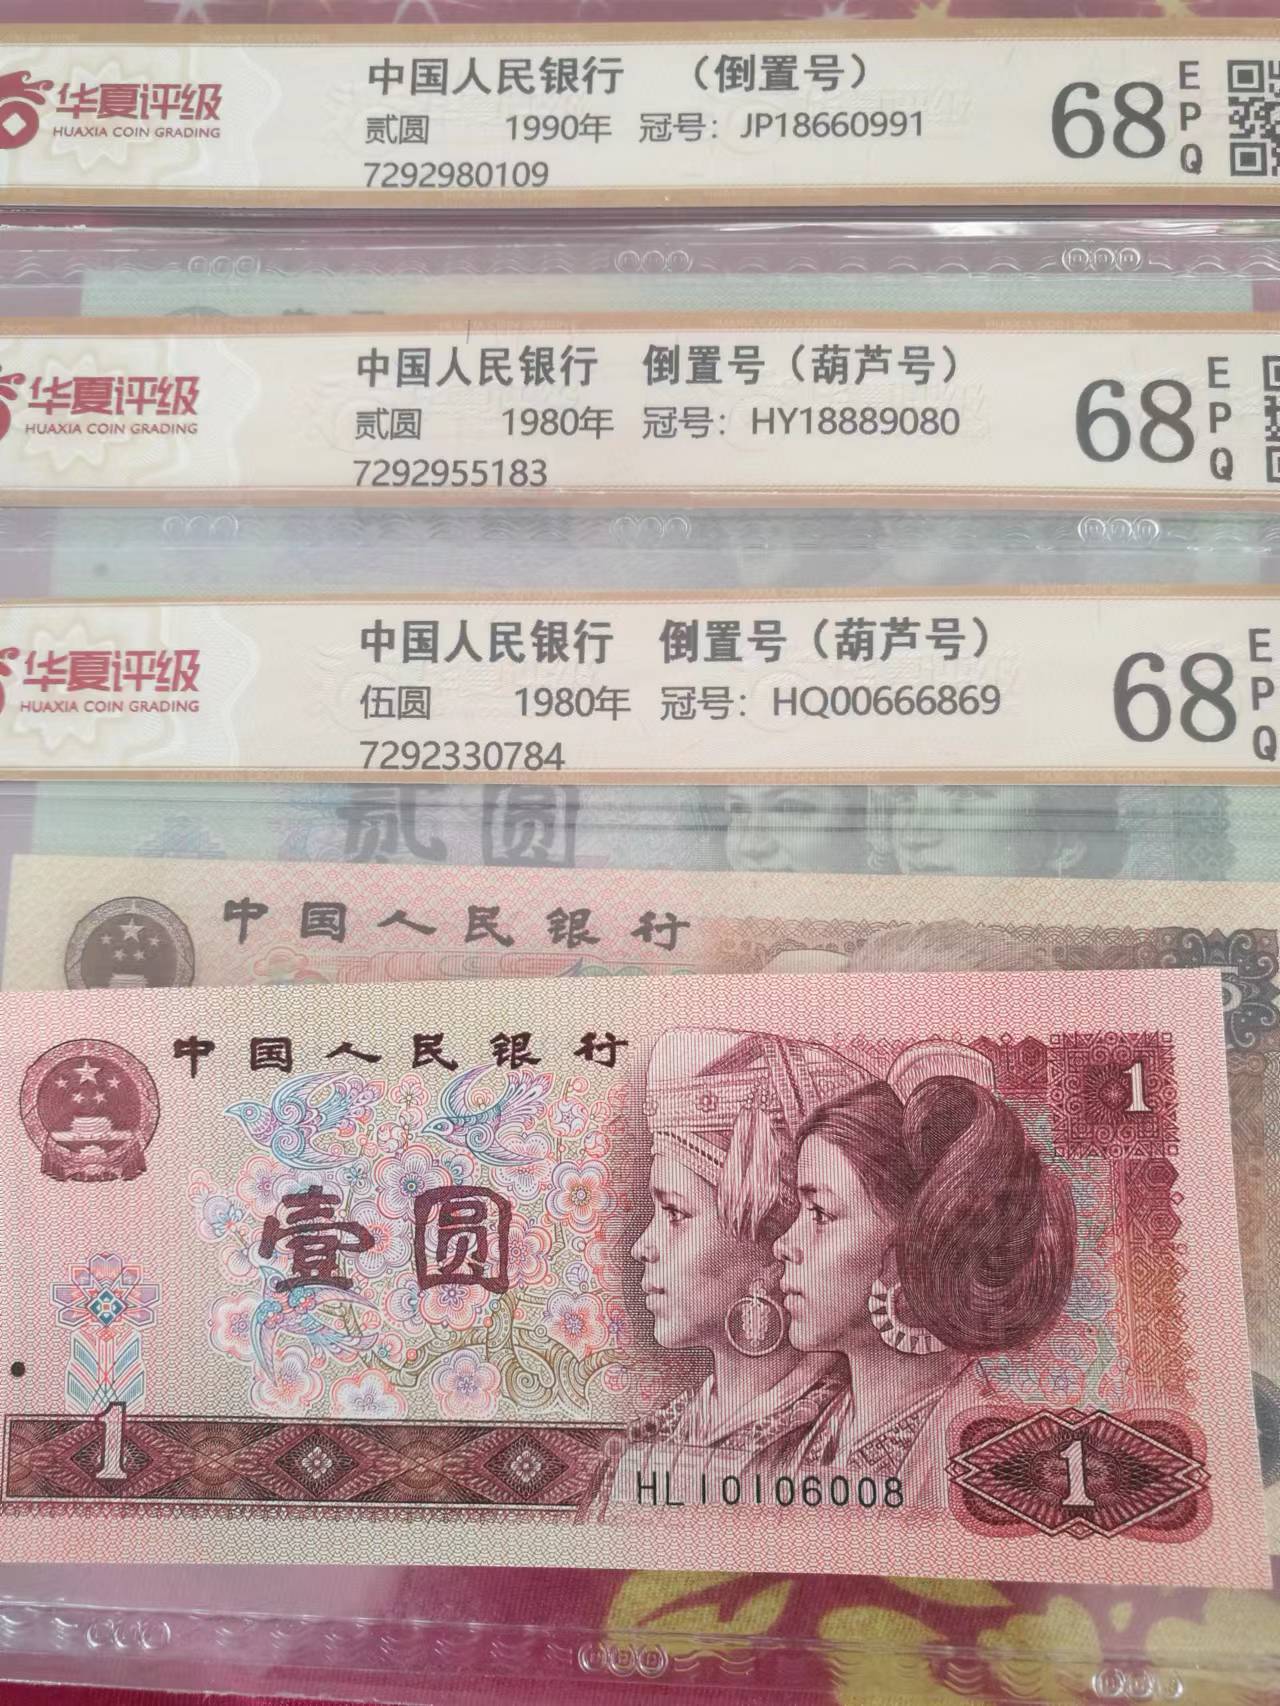 华夏评级
HUAXIA COIN GRADING
中国人民银行 （倒置号）
贰圆 1990年 冠号：JP18660991
7292980109
68
EPQ
华夏评级
HUAXIA COIN GRADING
中国人民银行 倒置号（葫芦号）
贰圆 1980年 冠号：HY18889080
7292955183
68
EPQ
华夏评级
HUAXIA COIN GRADING
中国人民银行 倒置号（葫芦号）
伍圆 1980年 冠号：HQ00666869
7292330784
68
EPQ
贰圆
中国人民银行
5
中国人民银行
1
壹圆
1
HL10106008
1